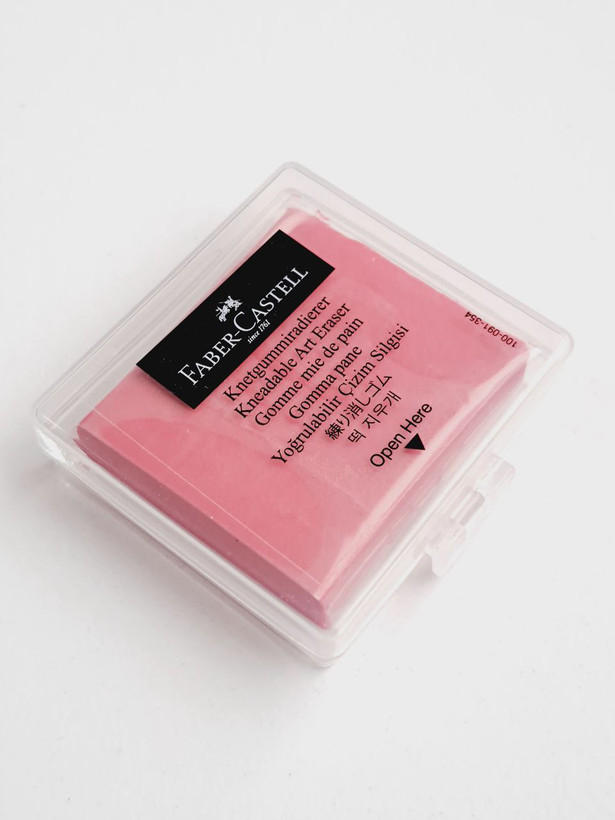 FABER-CASTELL
since 1761
Knetgummiradierer
Kneadable Art Eraser
Gomme mie de pain
Gomma pane
Yoğrulabilir Çizim Silgisi
練り消しゴム
떡 지우개
Open Here
100-091-354